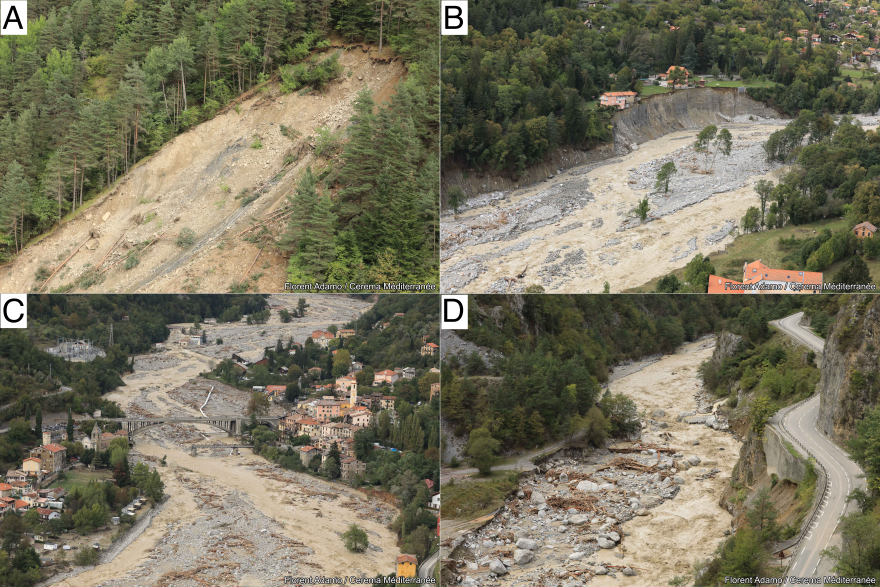 A
B
Florent Adamo / Cerema Méditerranée
Florent Adamo / Cerema Méditerranée
C
D
Florent Adamo / Cerema Méditerranée
Florent Adamo / Cerema Méditerranée